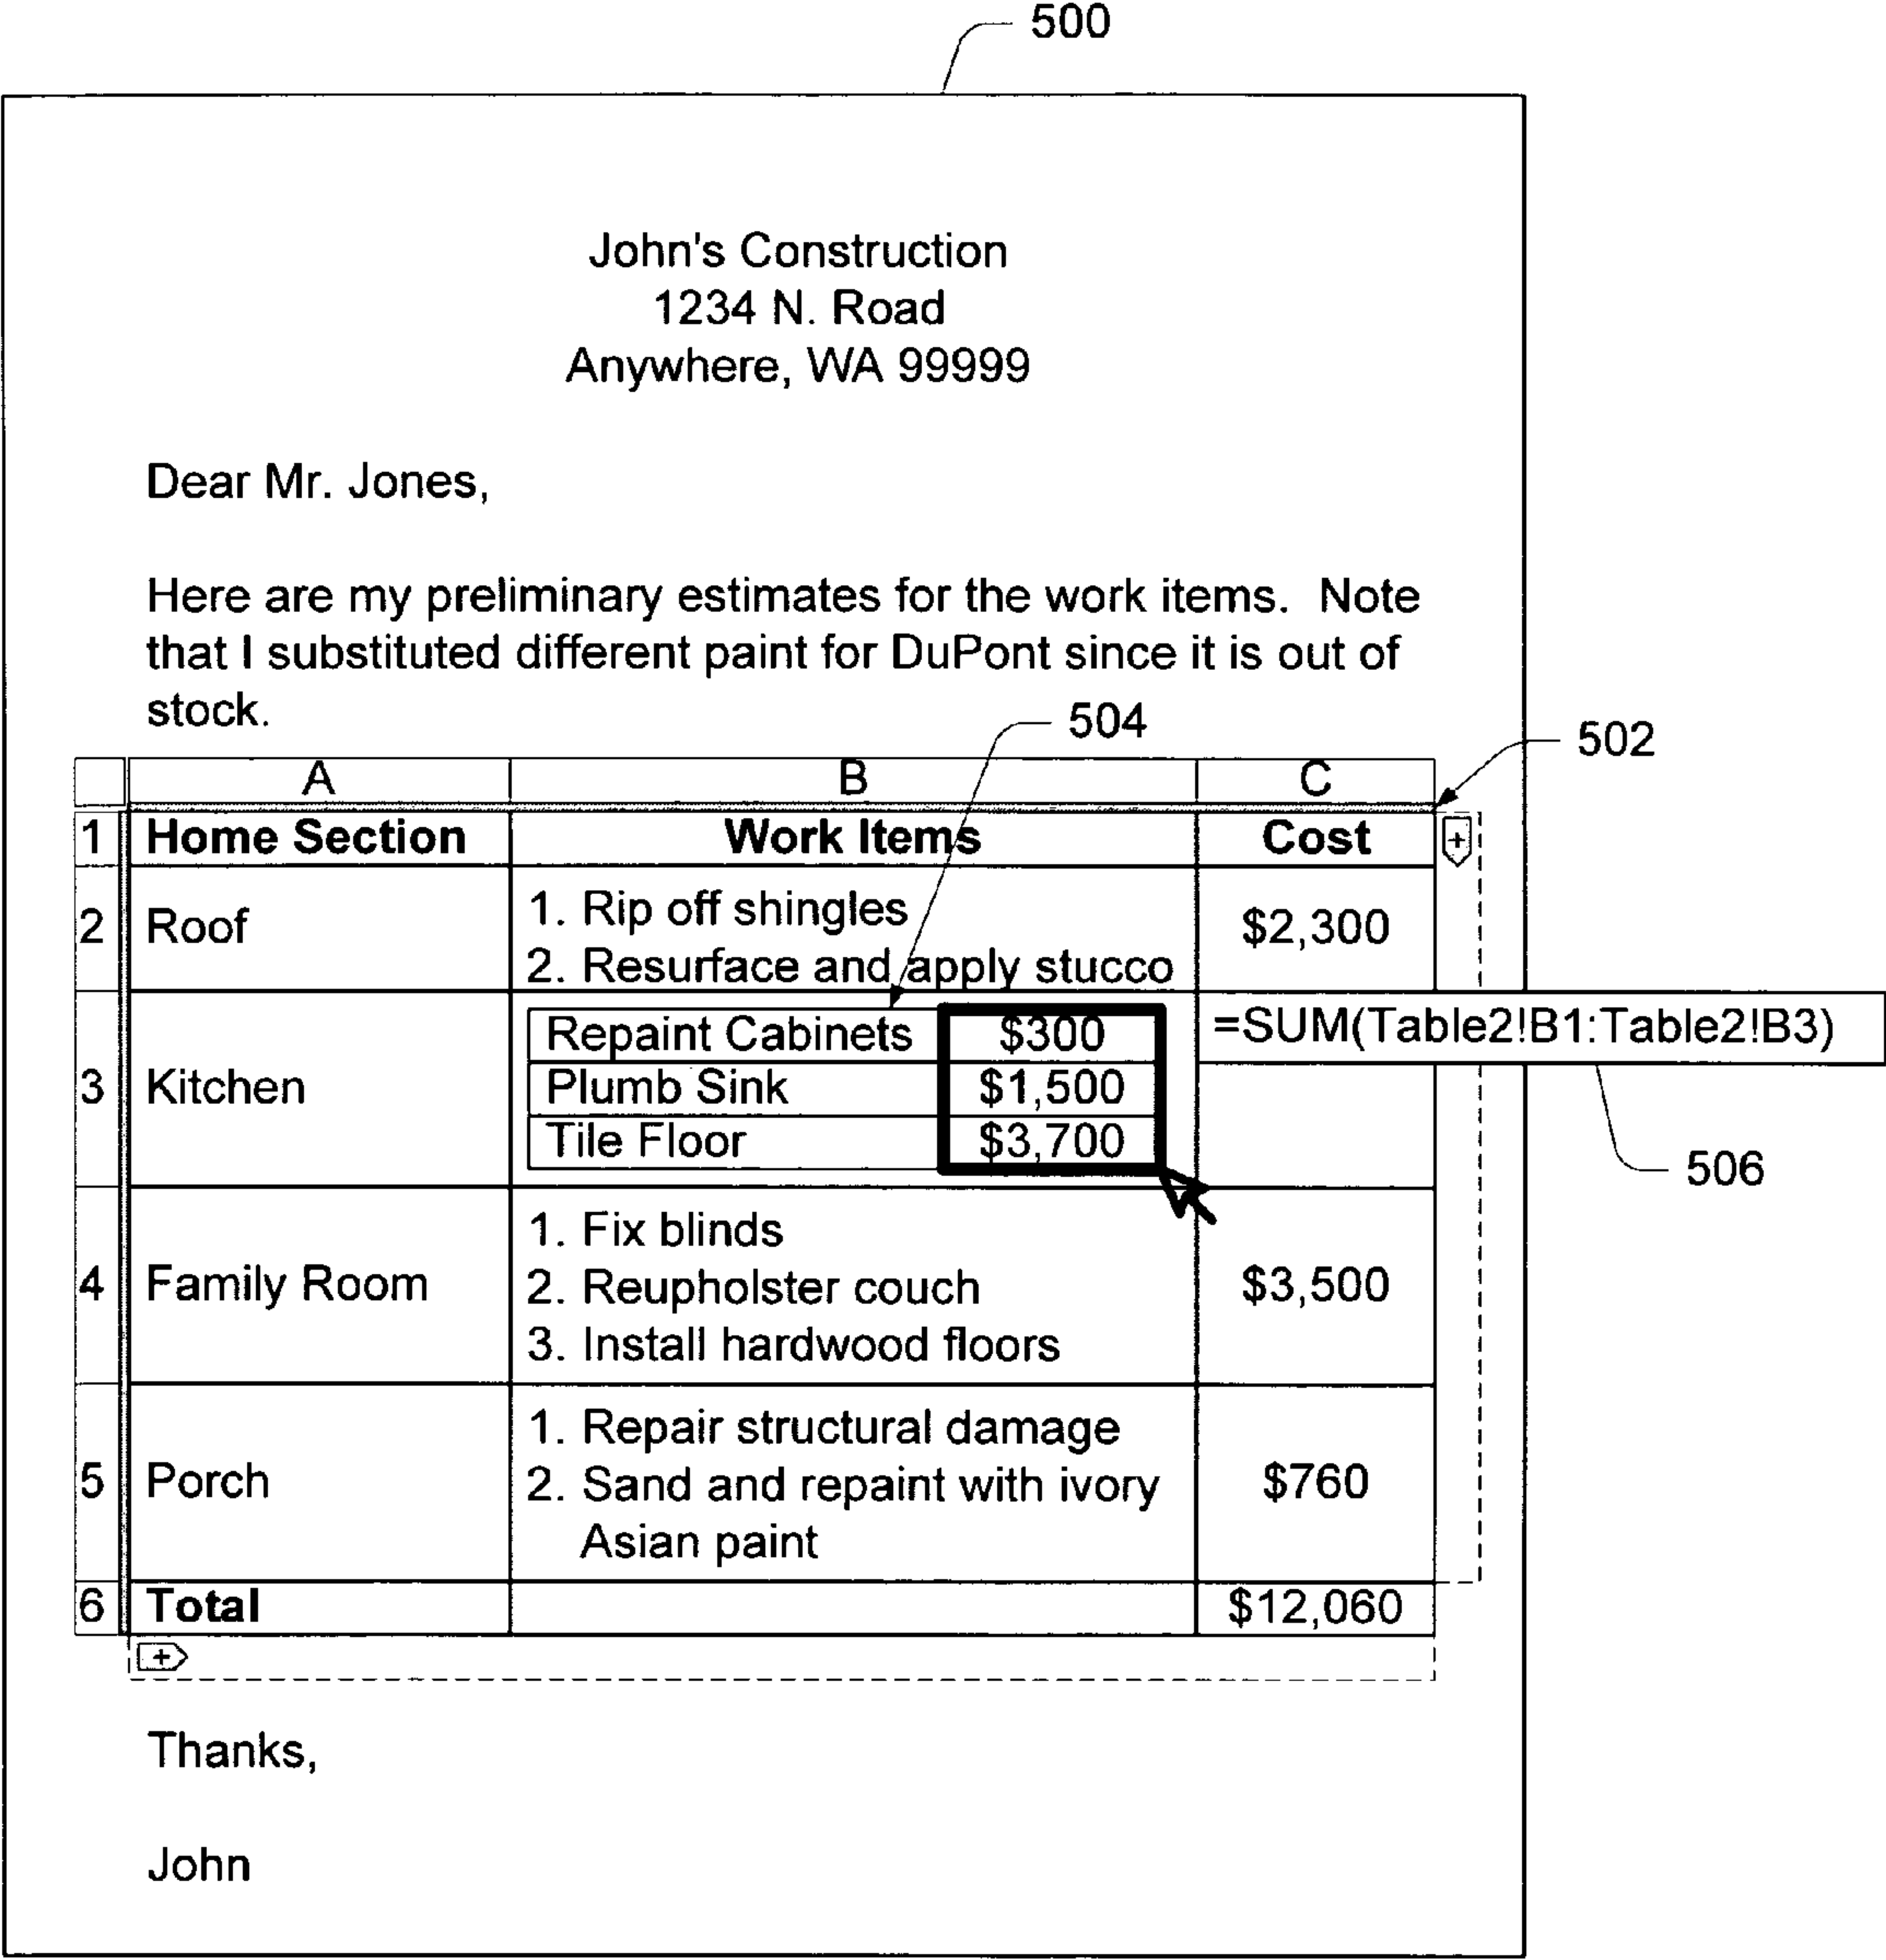 500
John's Construction
1234 N. Road
Anywhere, WA 99999
Dear Mr. Jones,
Here are my preliminary estimates for the work items. Note
that I substituted different paint for DuPont since it is out of
stock.
504
502
A B C
1 Home Section Work Items Cost
+
2 Roof 1. Rip off shingles $2,300
2. Resurface and apply stucco
Repaint Cabinets $300 =SUM(Table2!B1:Table2!B3)
3 Kitchen Plumb Sink $1,500
Tile Floor $3,700
506
1. Fix blinds
4 Family Room 2. Reupholster couch $3,500
3. Install hardwood floors
1. Repair structural damage
5 Porch 2. Sand and repaint with ivory $760
Asian paint
6 Total $12,060
+
Thanks,
John